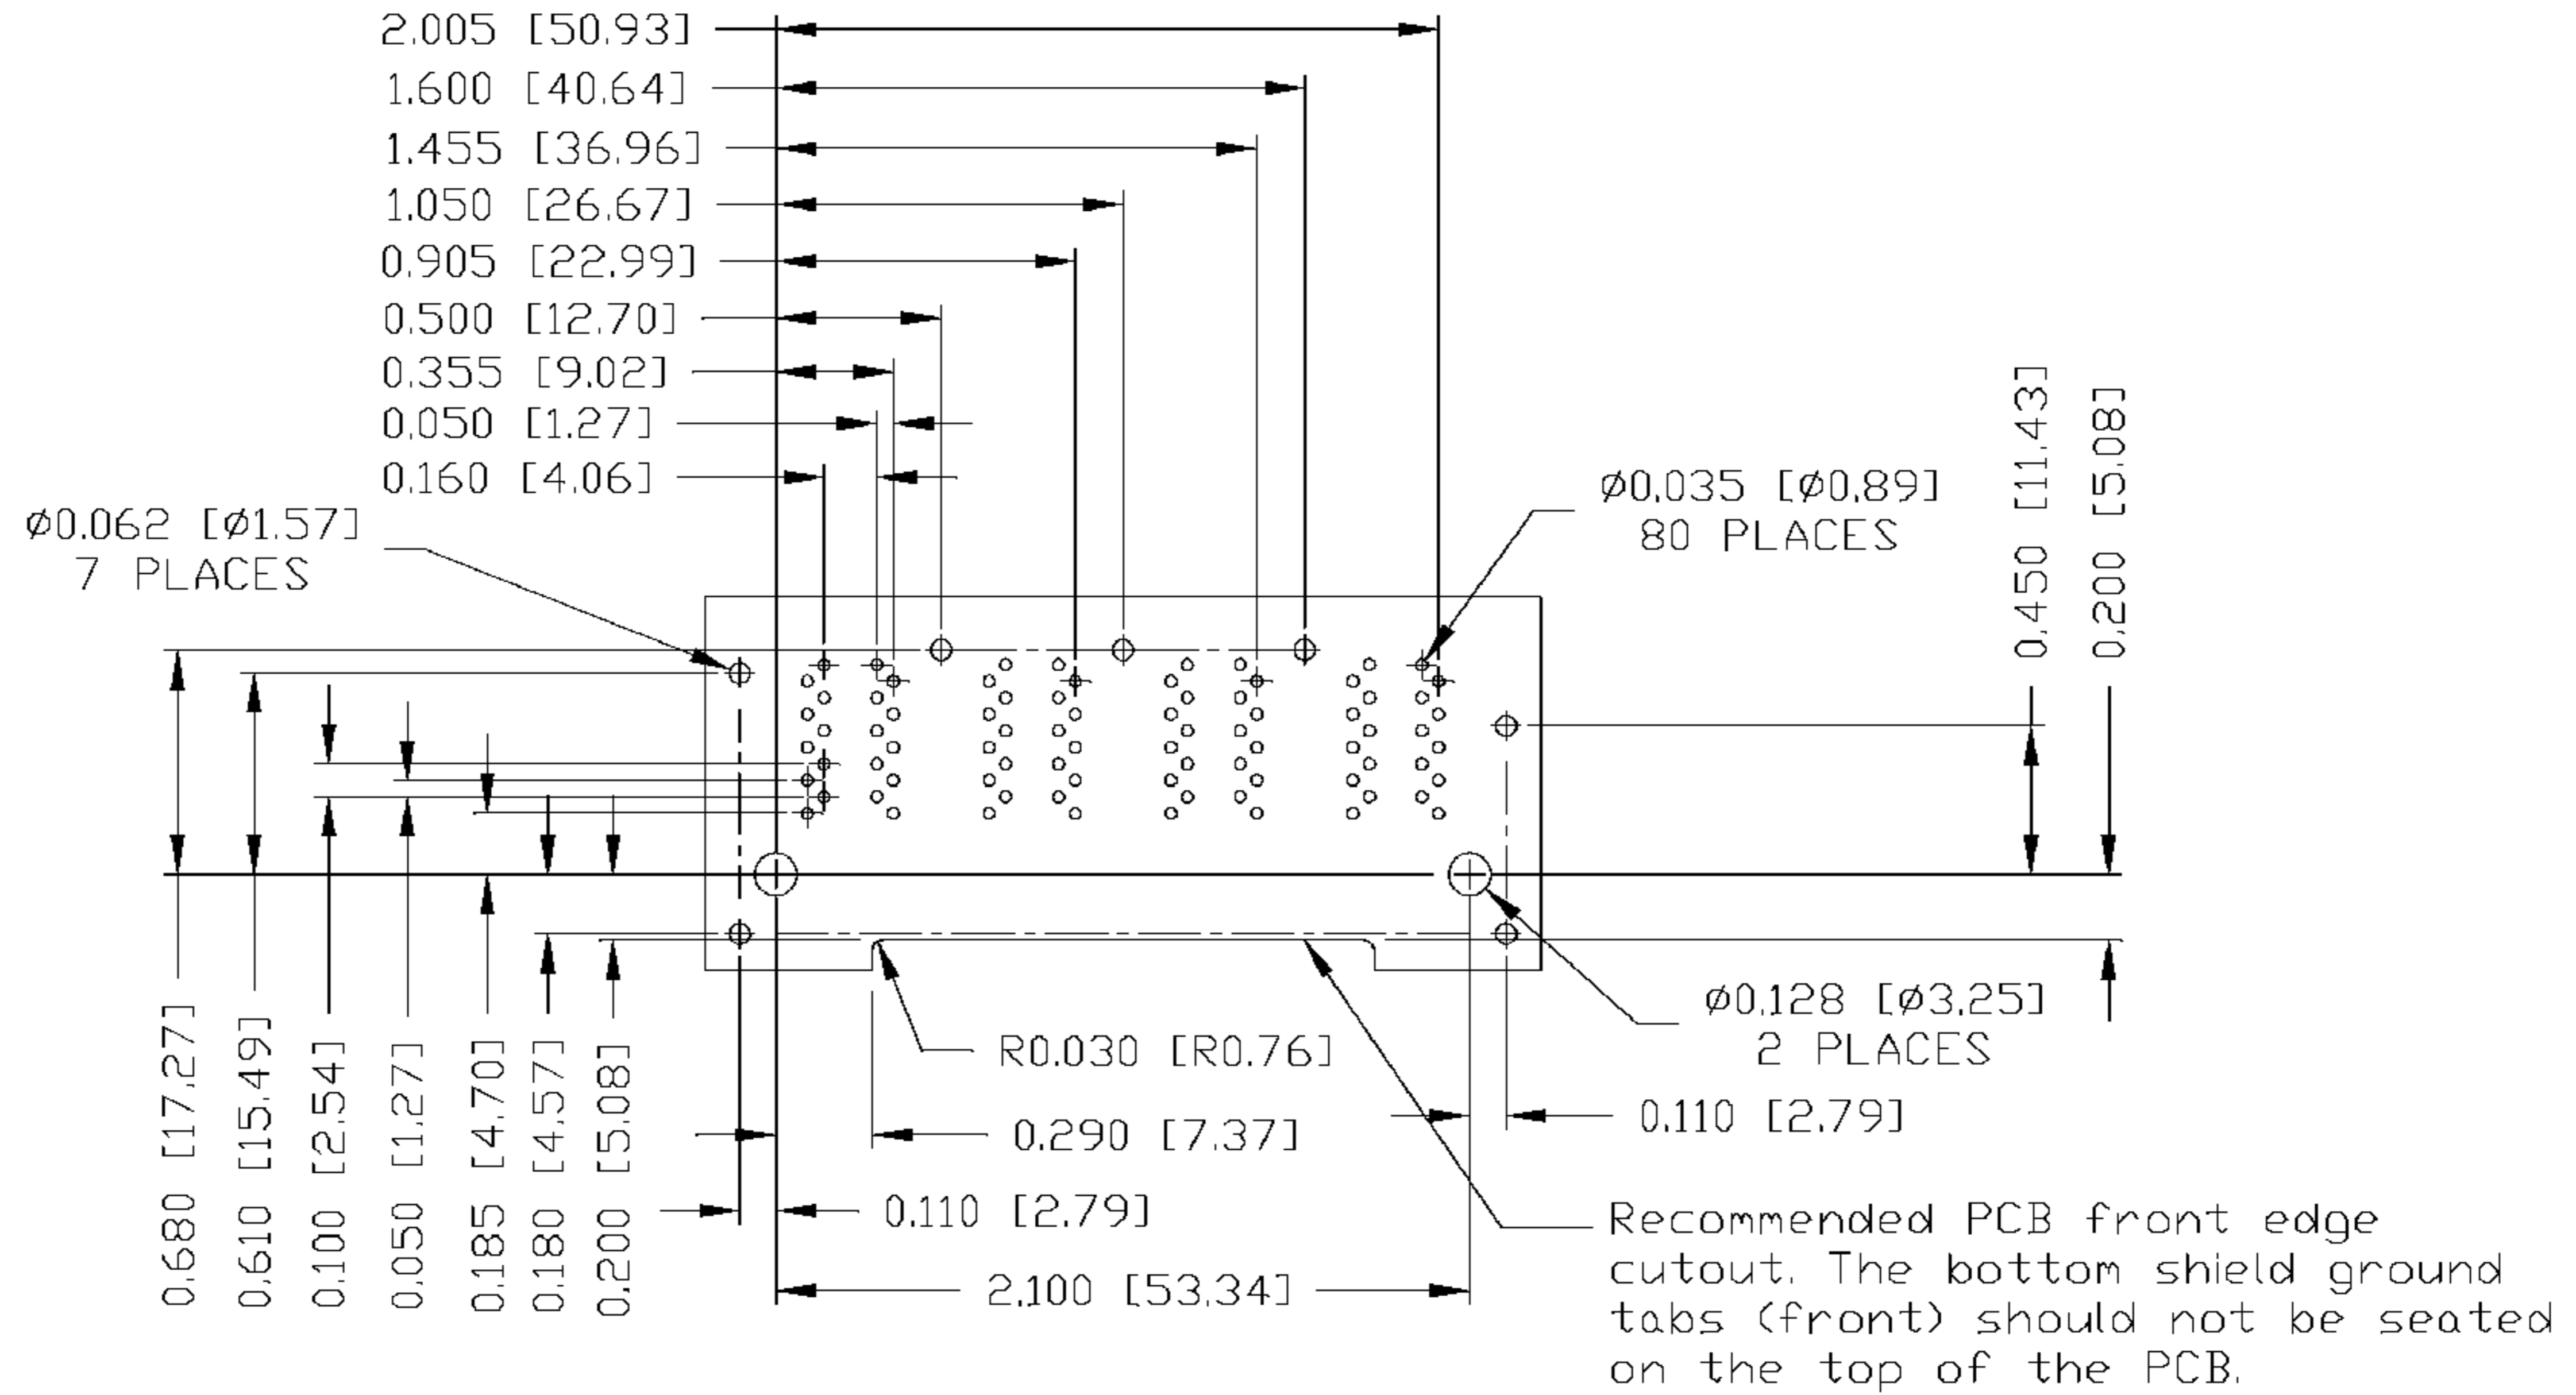 2.005 [50.93]
1.600 [40.64]
1.455 [36.96]
1.050 [26.67]
0.905 [22.99]
0.500 [12.70]
0.355 [9.02]
0.050 [1.27]
0.160 [4.06]
ø0.062 [ø1.57]
7 PLACES
ø0.035 [ø0.89]
80 PLACES
0.450 [11.43]
0.200 [5.08]
0.680 [17.27]
0.610 [15.49]
0.100 [2.54]
0.050 [1.27]
0.185 [4.70]
0.180 [4.57]
0.200 [5.08]
R0.030 [R0.76]
0.290 [7.37]
0.110 [2.79]
2.100 [53.34]
ø0.128 [ø3.25]
2 PLACES
0.110 [2.79]
Recommended PCB front edge
cutout. The bottom shield ground
tabs (front) should not be seated
on the top of the PCB.